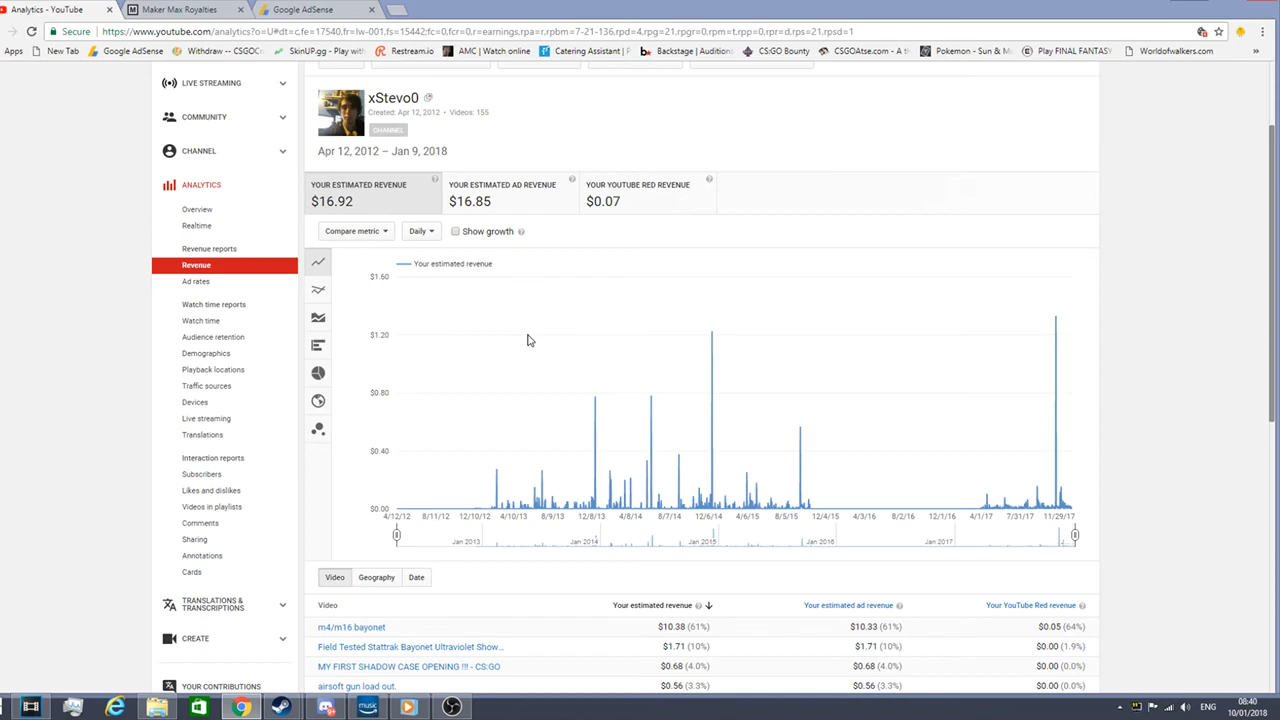 Analytics - YouTube
Maker Max Royalties
Google AdSense
Secure
https://www.youtube.com/analytics?o=U#dt=c,fe=17540,fr=lw-001,fs=15442;fc=0,fcr=0,r=earnings,rpa=r,rpbm=7-21-136,rpd=4,rpg=21,rpgr=0,rpm=t,rpp=0,rpr=d,rps=21,rpsd=1
Apps
New Tab
Google AdSense
Withdraw -- CSGOCi
SkinUP.gg - Play with
Restream.io
AMC | Watch online
Catering Assistant | P
Backstage | Audition
CS:GO Bounty
CSGOAtse.com - A th
Pokemon - Sun & M
Play FINAL FANTASY
Worldofwalkers.com
LIVE STREAMING
COMMUNITY
CHANNEL
ANALYTICS
Overview
Realtime
Revenue reports
Revenue
Ad rates
Watch time reports
Watch time
Audience retention
Demographics
Playback locations
Traffic sources
Devices
Live streaming
Translations
Interaction reports
Subscribers
Likes and dislikes
Videos in playlists
Comments
Sharing
Annotations
Cards
TRANSLATIONS &
TRANSCRIPTIONS
CREATE
YOUR CONTRIBUTIONS
xStevo0
Created: Apr 12, 2012 • Videos: 155
CHANNEL
Apr 12, 2012 – Jan 9, 2018
YOUR ESTIMATED REVENUE
$16.92
YOUR ESTIMATED AD REVENUE
$16.85
YOUR YOUTUBE RED REVENUE
$0.07
Compare metric
Daily
Show growth
Your estimated revenue
$1.60
$1.20
$0.80
$0.40
$0.00
4/12/12 8/11/12 12/10/12 4/10/13 8/9/13 12/8/13 4/8/14 8/7/14 12/6/14 4/6/15 8/5/15 12/4/15 4/3/16 8/2/16 12/1/16 4/1/17 7/31/17 11/29/17
Jan 2013 Jan 2014 Jan 2015 Jan 2016 Jan 2017
Video Geography Date
Video Your estimated revenue Your estimated ad revenue Your YouTube Red revenue
m4/m16 bayonet $10.38 (61%) $10.33 (61%) $0.05 (64%)
Field Tested Stattrak Bayonet Ultraviolet Show... $1.71 (10%) $1.71 (10%) $0.00 (1.9%)
MY FIRST SHADOW CASE OPENING !!! - CS:GO $0.68 (4.0%) $0.68 (4.0%) $0.00 (0.0%)
airsoft gun load out. $0.56 (3.3%) $0.56 (3.3%) $0.00 (0.0%)
music
ENG
08:40
10/01/2018